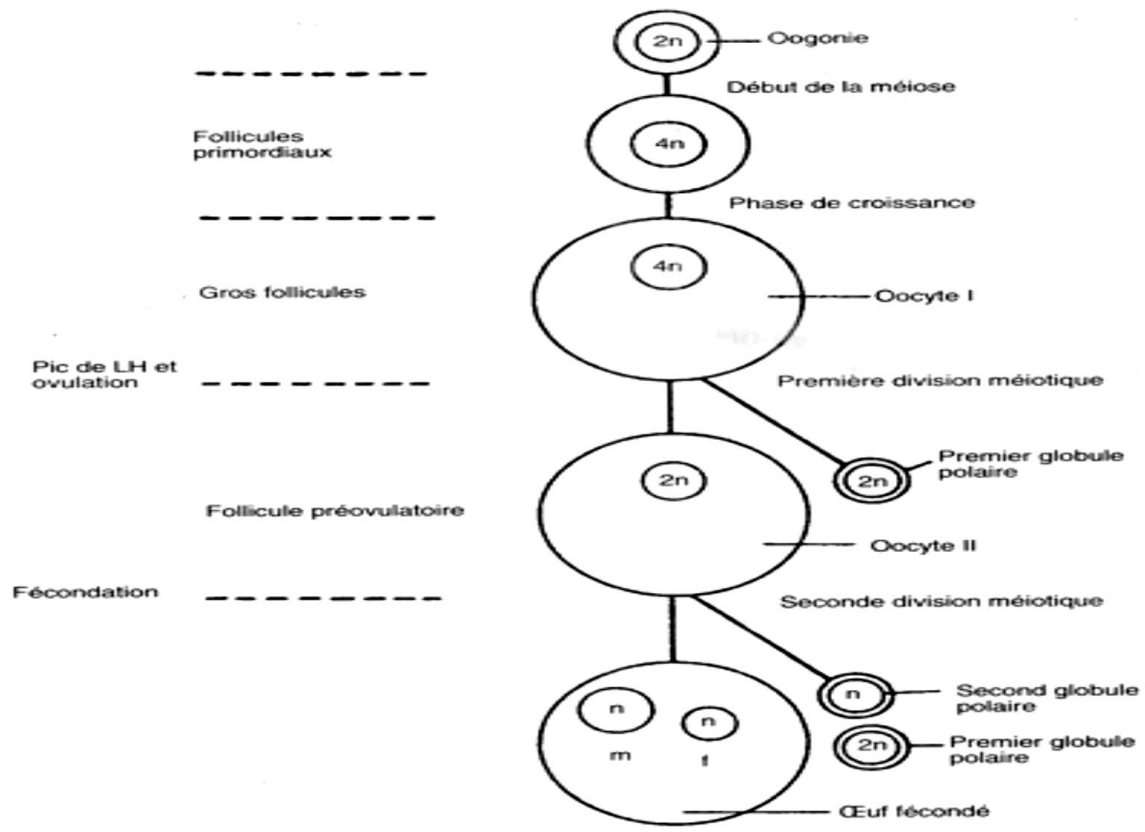 2n
Oogonie
Début de la méiose
Follicules
primordiaux
4n
Phase de croissance
4n
Gros follicules
Oocyte I
Pic de LH et
ovulation
Première division méiotique
Premier globule
polaire
2n
2n
Follicule préovulatoire
Oocyte II
Fécondation
Seconde division méiotique
n
Second globule
polaire
n
n
m
f
2n
Premier globule
polaire
Œuf fécondé